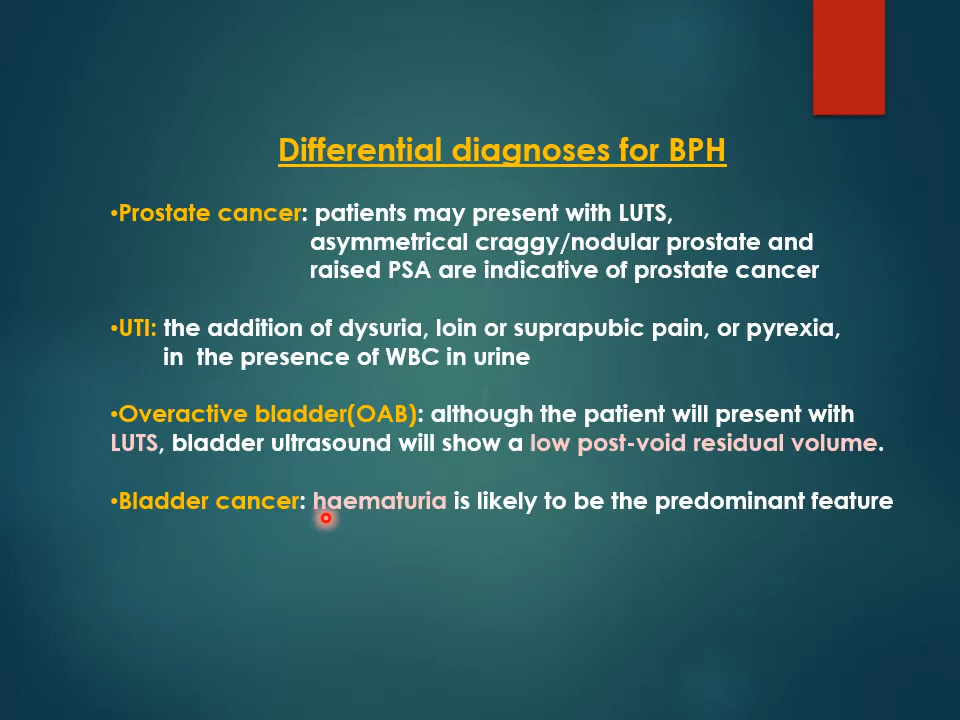 Differential diagnoses for BPH
•Prostate cancer: patients may present with LUTS,
asymmetrical craggy/nodular prostate and
raised PSA are indicative of prostate cancer
•UTI: the addition of dysuria, loin or suprapubic pain, or pyrexia,
in the presence of WBC in urine
•Overactive bladder(OAB): although the patient will present with
LUTS, bladder ultrasound will show a low post-void residual volume.
•Bladder cancer: haematuria is likely to be the predominant feature